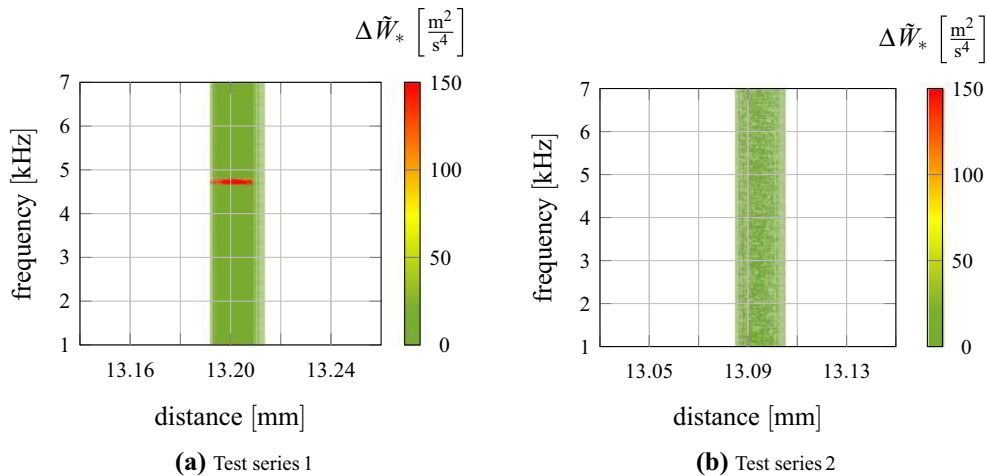 ΔW̃* [m²/s⁴]
7
6
5
4
3
2
1
frequency [kHz]
13.16 13.20 13.24
distance [mm]
150
100
50
0
(a) Test series 1
ΔW̃* [m²/s⁴]
7
6
5
4
3
2
1
frequency [kHz]
13.05 13.09 13.13
distance [mm]
150
100
50
0
(b) Test series 2